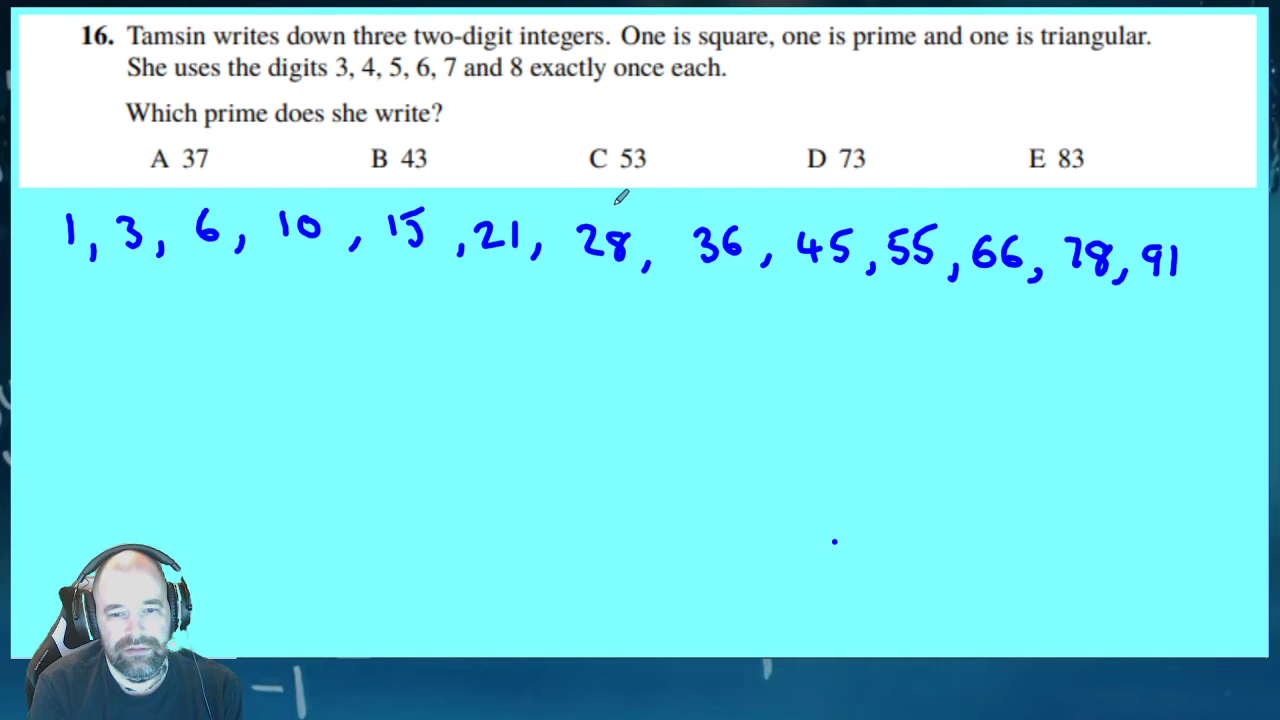 16. Tamsin writes down three two-digit integers. One is square, one is prime and one is triangular.
She uses the digits 3, 4, 5, 6, 7 and 8 exactly once each.
Which prime does she write?
A 37 B 43 C 53 D 73 E 83
1, 3, 6, 10, 15, 21, 28, 36, 45, 55, 66, 78, 91
-1